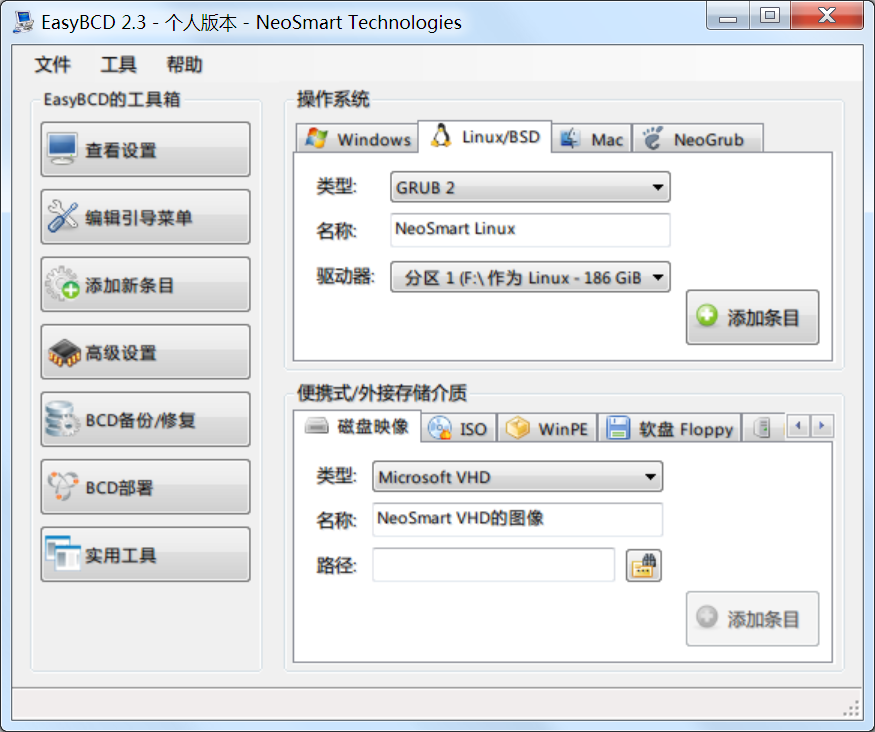 EasyBCD 2.3 - 个人版本 - NeoSmart Technologies
文件 工具 帮助
EasyBCD的工具箱
查看设置
编辑引导菜单
添加新条目
高级设置
BCD备份/修复
BCD部署
实用工具
操作系统
Windows Linux/BSD Mac NeoGrub
类型: GRUB 2
名称: NeoSmart Linux
驱动器: 分区 1 (F:\ 作为 Linux - 186 GiB
添加条目
便携式/外接存储介质
磁盘映像 ISO WinPE 软盘 Floppy
类型: Microsoft VHD
名称: NeoSmart VHD的图像
路径:
添加条目